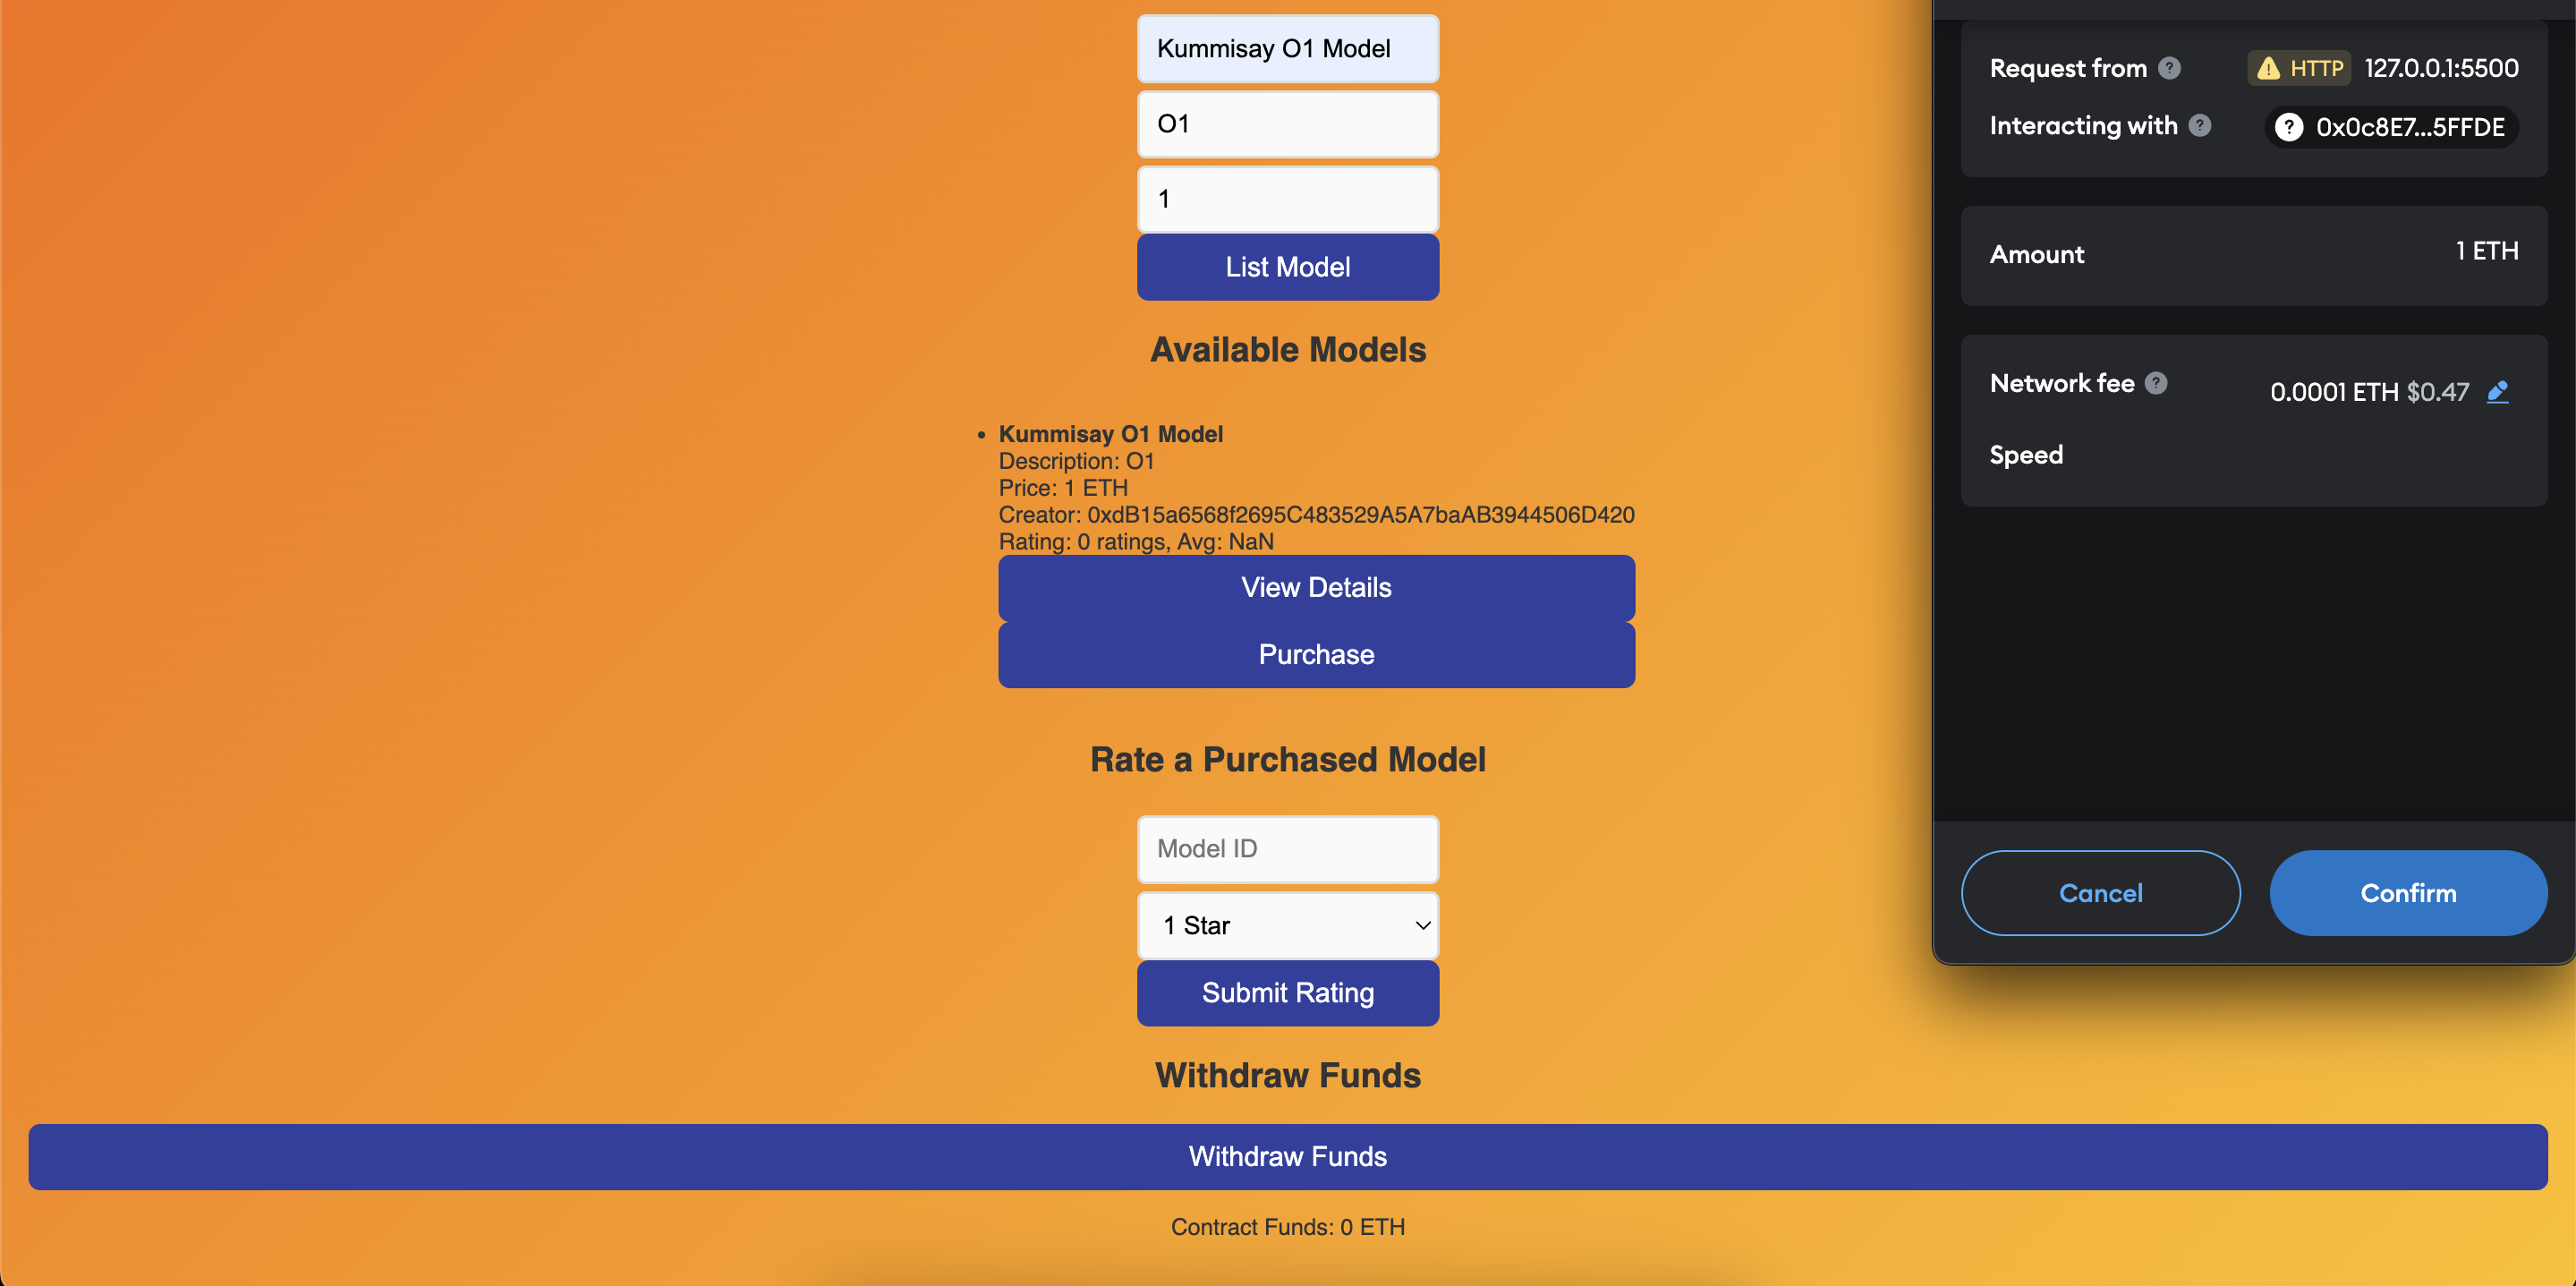 Kummisay O1 Model
O1
1
List Model
Available Models
• Kummisay O1 Model
Description: O1
Price: 1 ETH
Creator: 0xdB15a6568f2695C483529A5A7baAB3944506D420
Rating: 0 ratings, Avg: NaN
View Details
Purchase
Rate a Purchased Model
Model ID
1 Star
Submit Rating
Withdraw Funds
Withdraw Funds
Contract Funds: 0 ETH
Request from ? HTTP 127.0.0.1:5500
Interacting with ? ? 0x0c8E7...5FFDE
Amount 1 ETH
Network fee ? 0.0001 ETH $0.47
Speed
Cancel Confirm